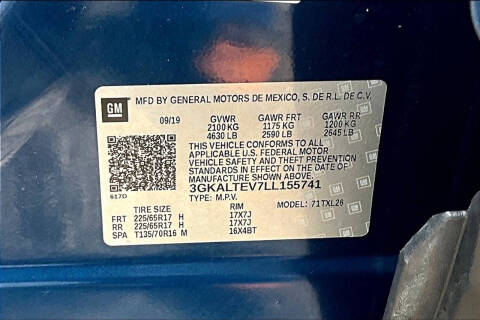 GM
MFD BY GENERAL MOTORS DE MEXICO, S. DE R.L. DE C.V.
09/19 GVWR GAWR FRT GAWR RR
2100 KG 1175 KG 1200 KG
4630 LB 2590 LB 2645 LB
THIS VEHICLE CONFORMS TO ALL
APPLICABLE U.S. FEDERAL MOTOR
VEHICLE SAFETY AND THEFT PREVENTION
STANDARDS IN EFFECT ON THE DATE OF
MANUFACTURE SHOWN ABOVE.
3GKALTEV7LL155741
TYPE: M.P.V. MODEL: 71TXL26
617D
TIRE SIZE RIM
FRT 225/65R17 H 17X7J
RR 225/65R17 H 17X7J
SPA T135/70R16 M 16X4BT